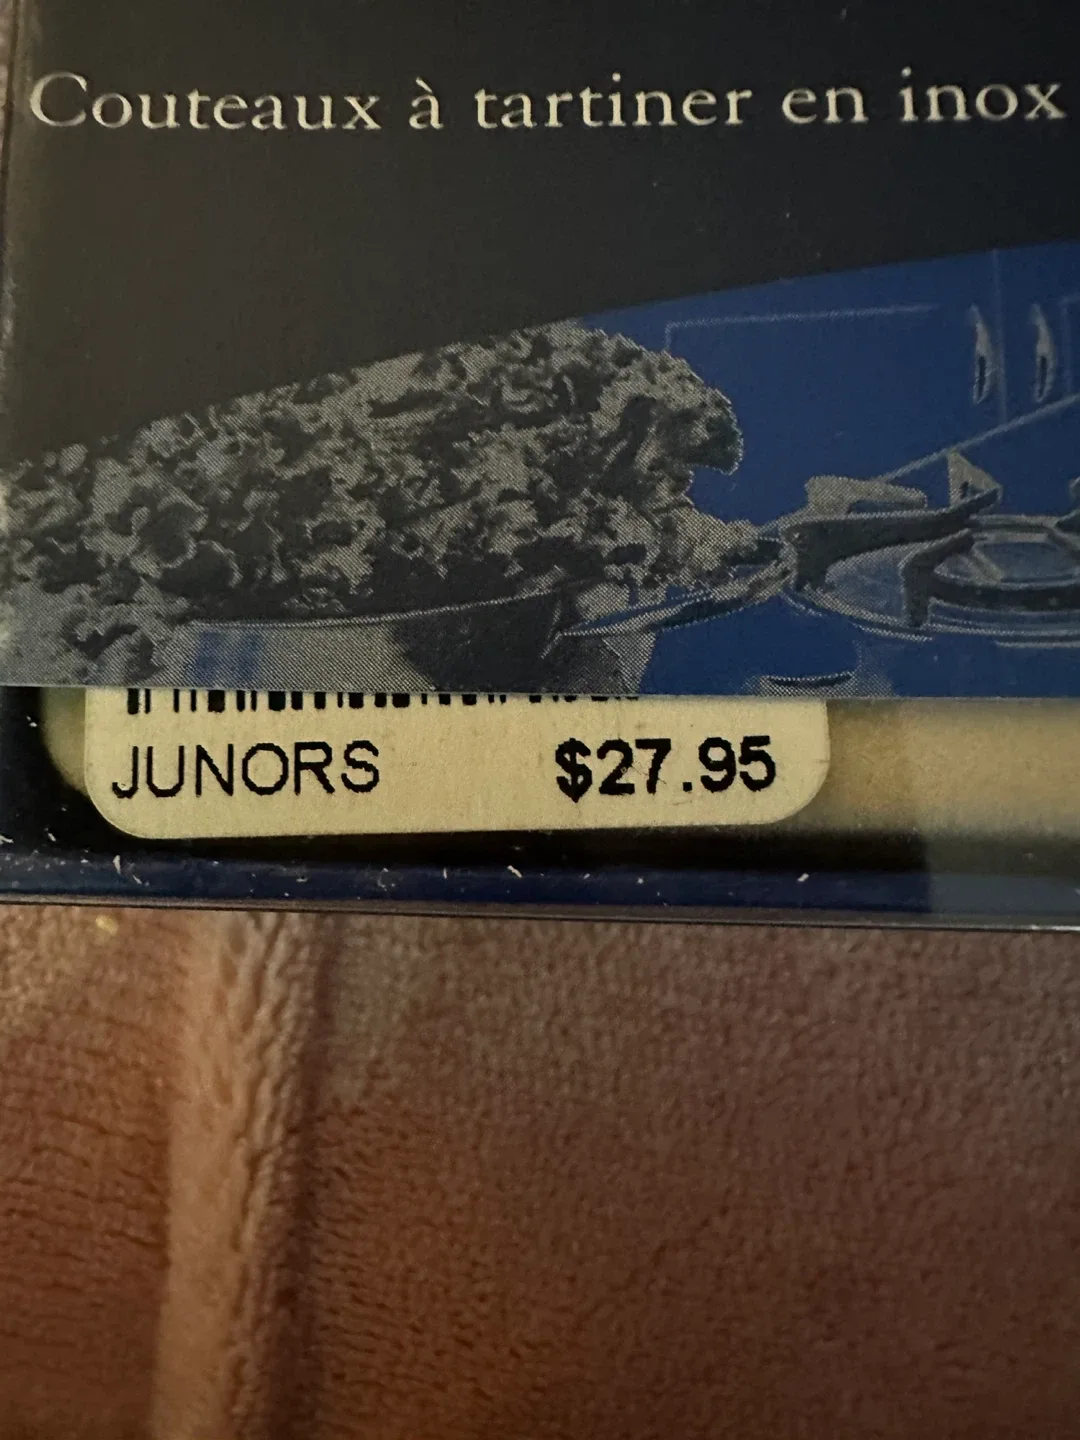 Couteaux à tartiner en inox
JUNORS $27.95